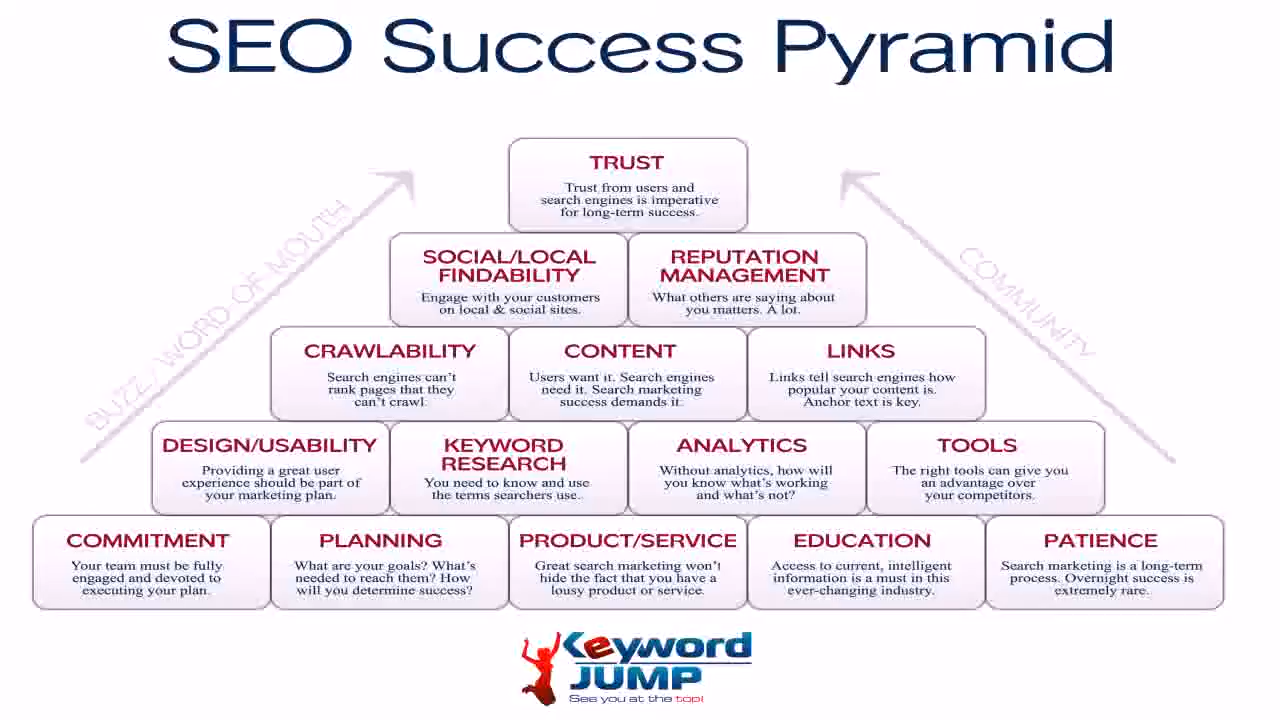 SEO Success Pyramid
TRUST
Trust from users and
search engines is imperative
for long-term success.
BUZZ/WORD OF MOUTH
COMMUNITY
SOCIAL/LOCAL
FINDABILITY
Engage with your customers
on local & social sites.
REPUTATION
MANAGEMENT
What others are saying about
you matters. A lot.
CRAWLABILITY
Search engines can't
rank pages that they
can't crawl.
CONTENT
Users want it. Search engines
need it. Search marketing
success demands it.
LINKS
Links tell search engines how
popular your content is.
Anchor text is key.
DESIGN/USABILITY
Providing a great user
experience should be part of
your marketing plan.
KEYWORD
RESEARCH
You need to know and use
the terms searchers use.
ANALYTICS
Without analytics, how will
you know what's working
and what's not?
TOOLS
The right tools can give you
an advantage over
your competitors.
COMMITMENT
Your team must be fully
engaged and devoted to
executing your plan.
PLANNING
What are your goals? What's
needed to reach them? How
will you determine success?
PRODUCT/SERVICE
Great search marketing won't
hide the fact that you have a
lousy product or service.
EDUCATION
Access to current, intelligent
information is a must in this
ever-changing industry.
PATIENCE
Search marketing is a long-term
process. Overnight success is
extremely rare.
Keyword
JUMP
See you at the top!